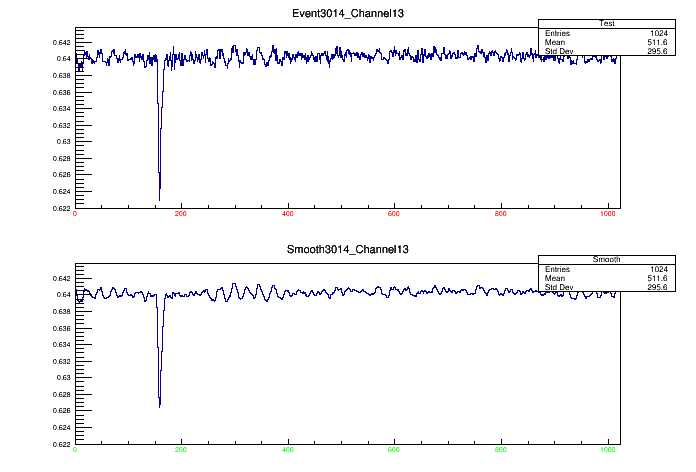 Event3014_Channel13
Test
Entries 1024
Mean 511.6
Std Dev 295.6
0.642
0.64
0.638
0.636
0.634
0.632
0.63
0.628
0.626
0.624
0.622
0 200 400 600 800 1000
Smooth3014_Channel13
Smooth
Entries 1024
Mean 511.6
Std Dev 295.6
0.642
0.64
0.638
0.636
0.634
0.632
0.63
0.628
0.626
0.624
0.622
0 200 400 600 800 1000